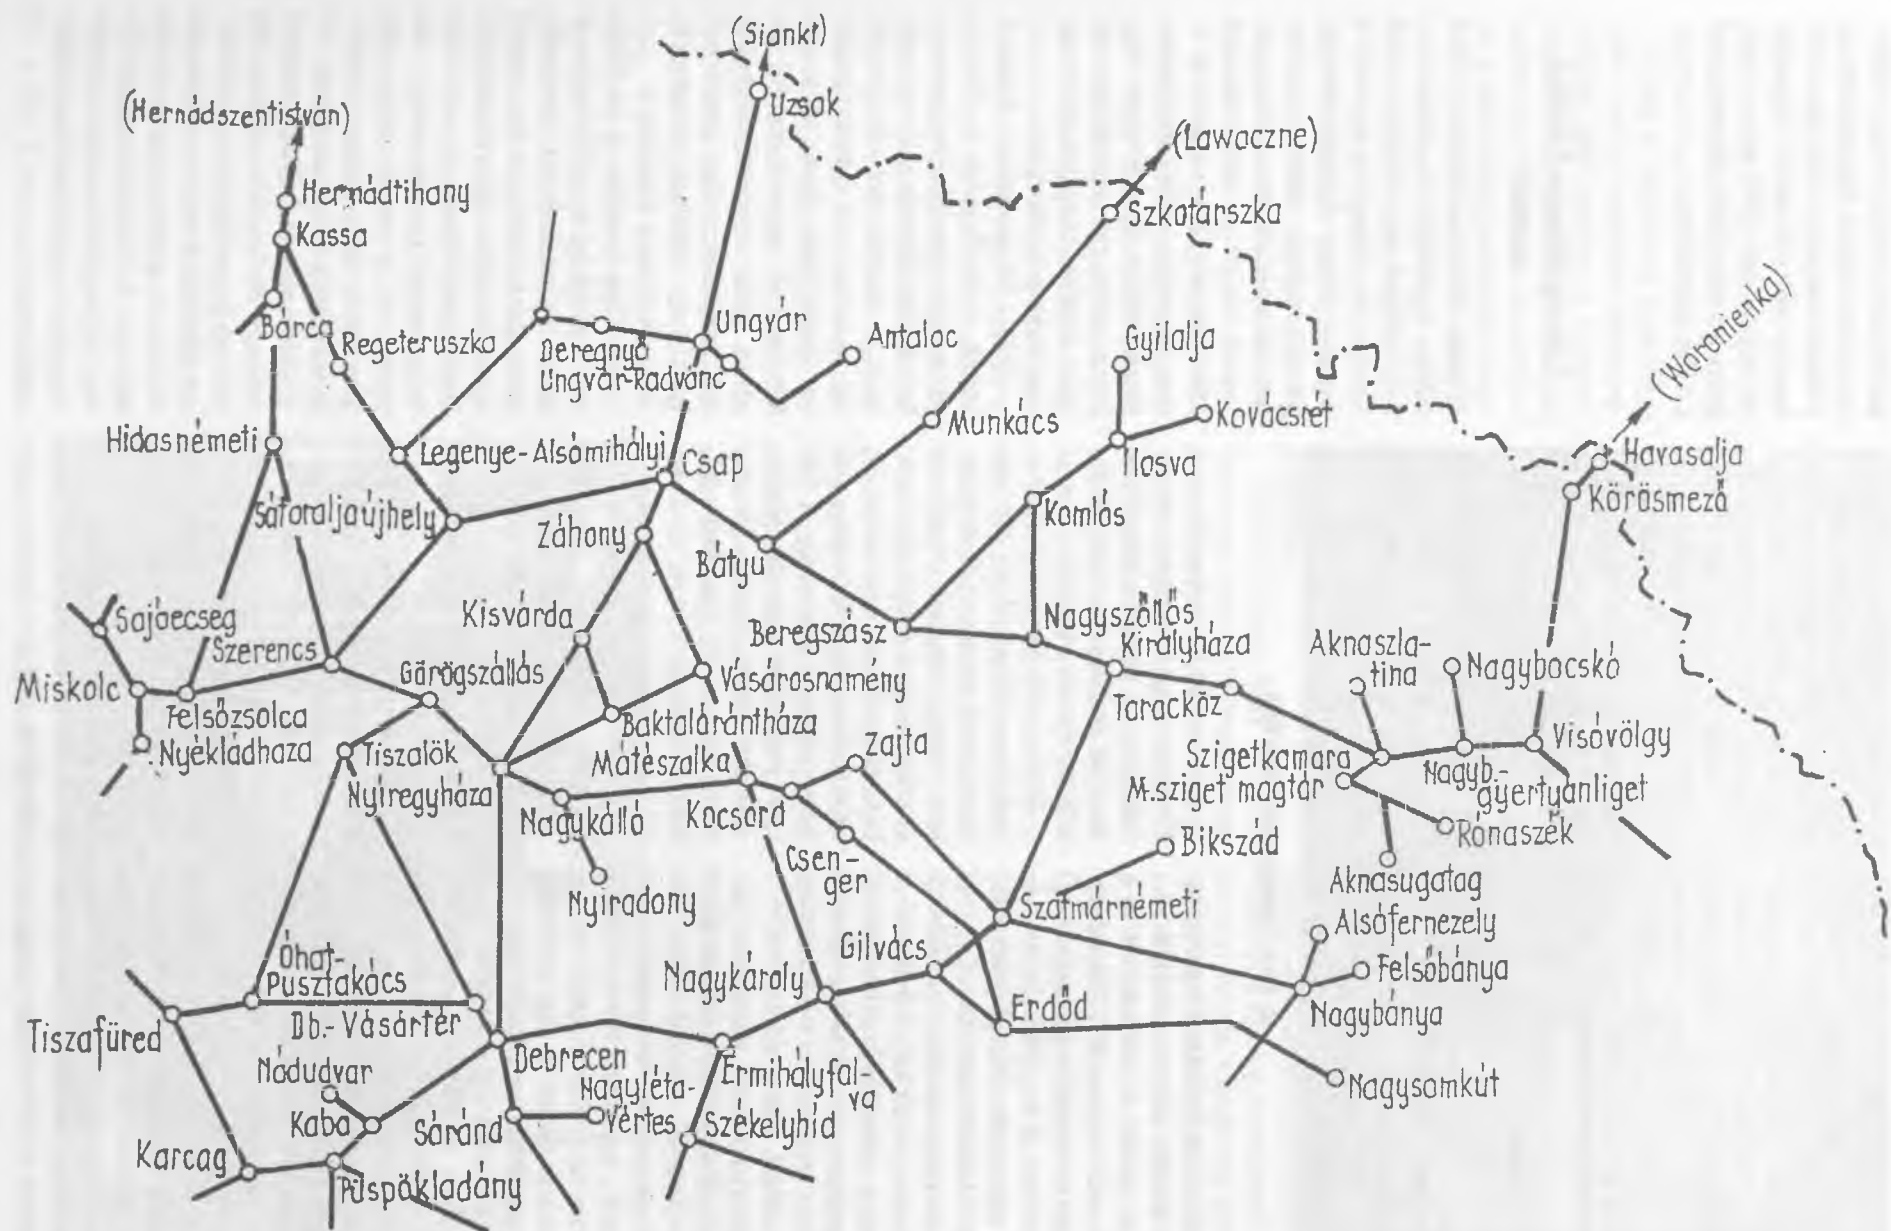 (Siankt)
Uzsok
(Hernádszentistván)
(Lawoczne)
Hernádtihany
Kassa
Szkotárszka
(Woronienka)
Bárca
Regeteruszka
Deregnyő
Ungvár
Ungvár-Radvánc
Antaloc
Gyilalja
Kovácsrét
Munkács
Ilosva
Hidasnémeti
Legenye-Alsómihályi
Csap
Havasalja
Kőrösmező
Sátoraljaújhely
Záhony
Bátyu
Komlós
Sajóecseg
Kisvárda
Beregszász
Nagyszőllős
Királyháza
Aknaszla-
tina
Nagybocskó
Szerencs
Görögszállás
Vásárosnamény
Miskolc
Felsőzsolca
Nyékládhaza
Tiszalök
Baktalórántháza
Mátészalka
Zajta
Taracköz
Szigetkamara
Visóvölgy
M.sziget magtár
Nagyb.-
gyertyánliget
Nyíregyháza
Nagykálló
Kocsord
Csen-
ger
Bikszád
Rónaszék
Aknasugatag
Nyíradony
Szatmárnémeti
Alsófernezely
Felsőbánya
Óhat-
Pusztakócs
Gilvács
Nagykároly
Erdőd
Nagybánya
Tiszafüred
Db.-Vásártér
Debrecen
Nádudvar
Nagyléta-
Vértes
Érmihályfal-
va
Nagysomkút
Kaba
Sáránd
Székelyhíd
Karcag
Püspökladány